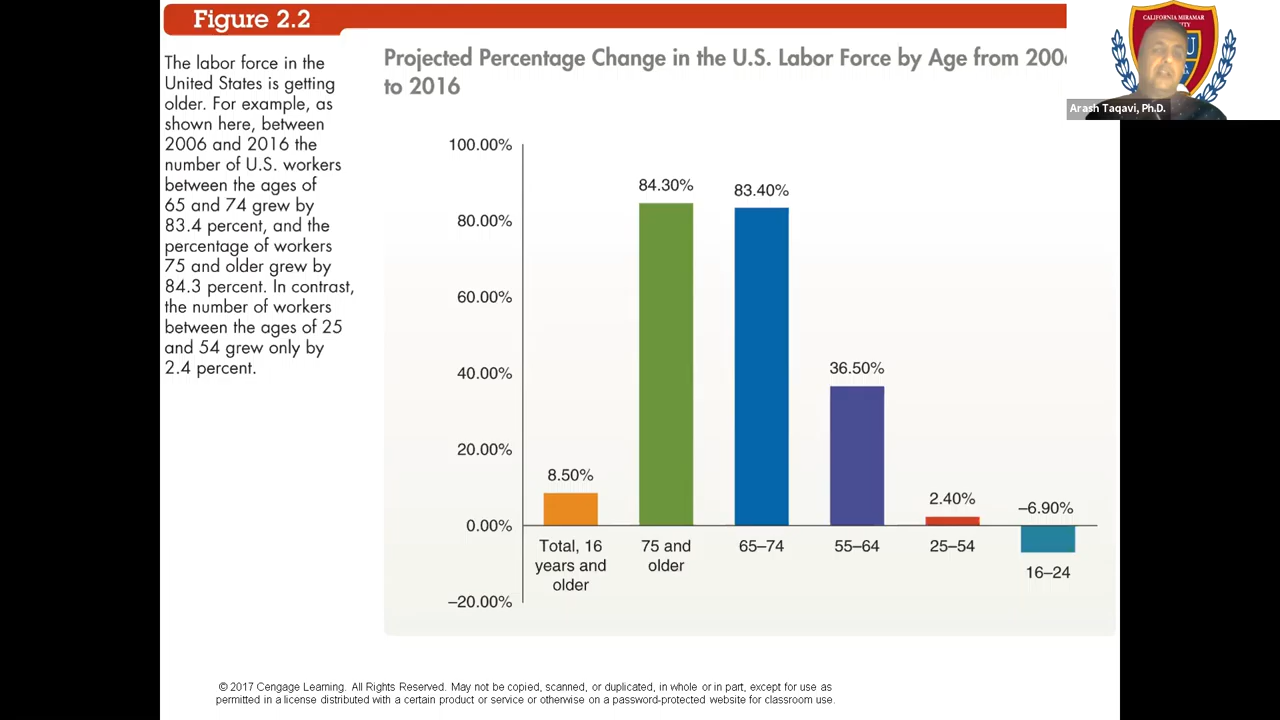 Figure 2.2
The labor force in the
United States is getting
older. For example, as
shown here, between
2006 and 2016 the
number of U.S. workers
between the ages of
65 and 74 grew by
83.4 percent, and the
percentage of workers
75 and older grew by
84.3 percent. In contrast,
the number of workers
between the ages of 25
and 54 grew only by
2.4 percent.
Projected Percentage Change in the U.S. Labor Force by Age from
to 2016
CALIFORNIA MIRAMAR
Arash Taqavi, Ph.D.
100.00%
80.00%
60.00%
40.00%
20.00%
0.00%
–20.00%
8.50%
84.30%
83.40%
36.50%
2.40%
–6.90%
Total, 16
years and
older
75 and
older
65–74
55–64
25–54
16–24
© 2017 Cengage Learning. All Rights Reserved. May not be copied, scanned, or duplicated, in whole or in part, except for use as
permitted in a license distributed with a certain product or service or otherwise on a password-protected website for classroom use.